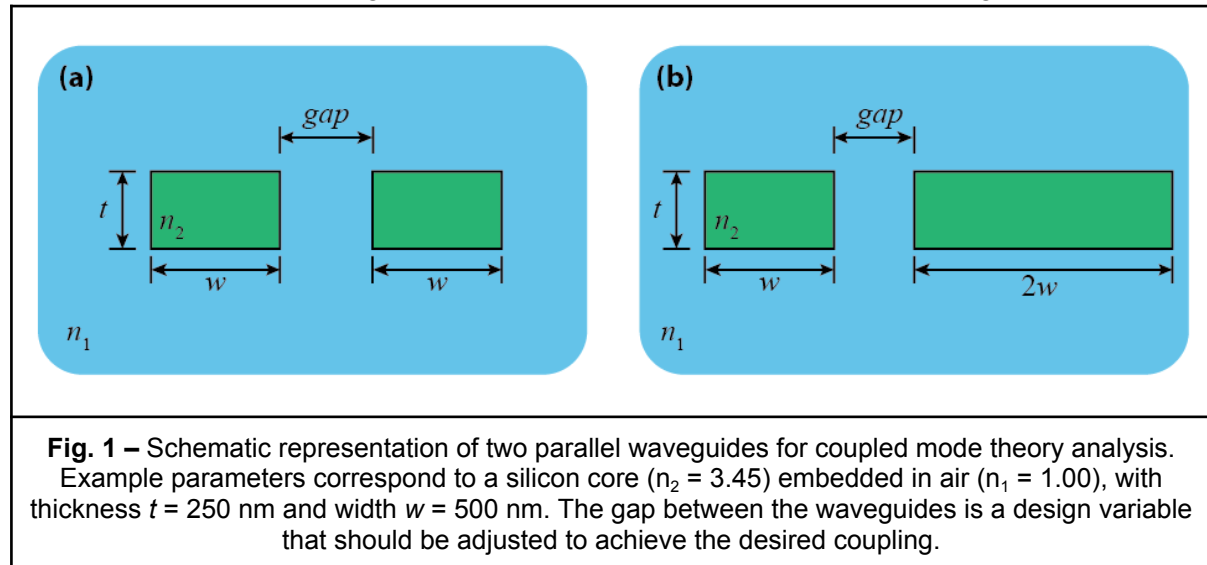 (a)
gap
t
n2
w
w
n1
(b)
gap
t
n2
w
2w
n1
Fig. 1 – Schematic representation of two parallel waveguides for coupled mode theory analysis.
Example parameters correspond to a silicon core (n2 = 3.45) embedded in air (n1 = 1.00), with
thickness t = 250 nm and width w = 500 nm. The gap between the waveguides is a design variable
that should be adjusted to achieve the desired coupling.